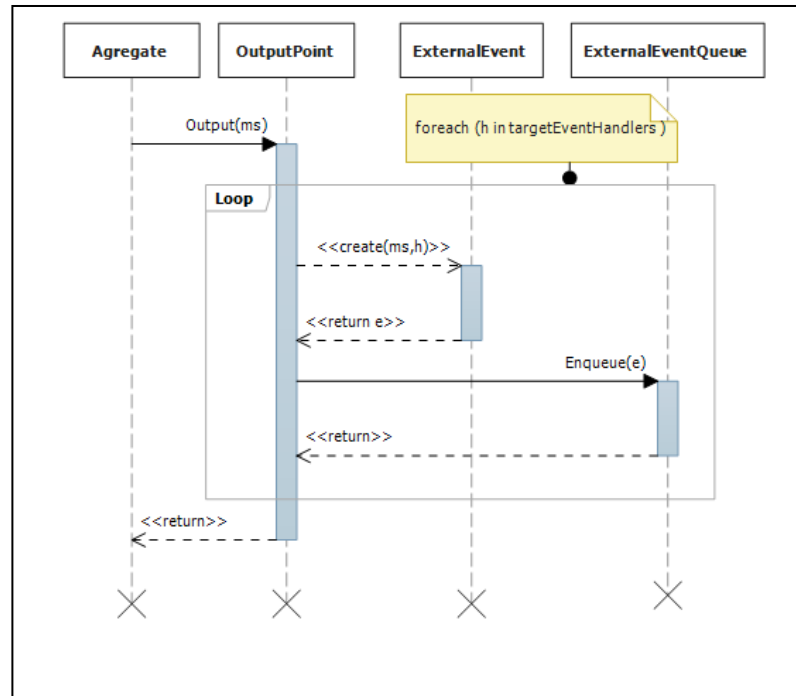 Agregate
OutputPoint
ExternalEvent
ExternalEventQueue
foreach (h in targetEventHandlers )
Output(ms)
Loop
<<create(ms,h)>>
<<return e>>
Enqueue(e)
<<return>>
<<return>>